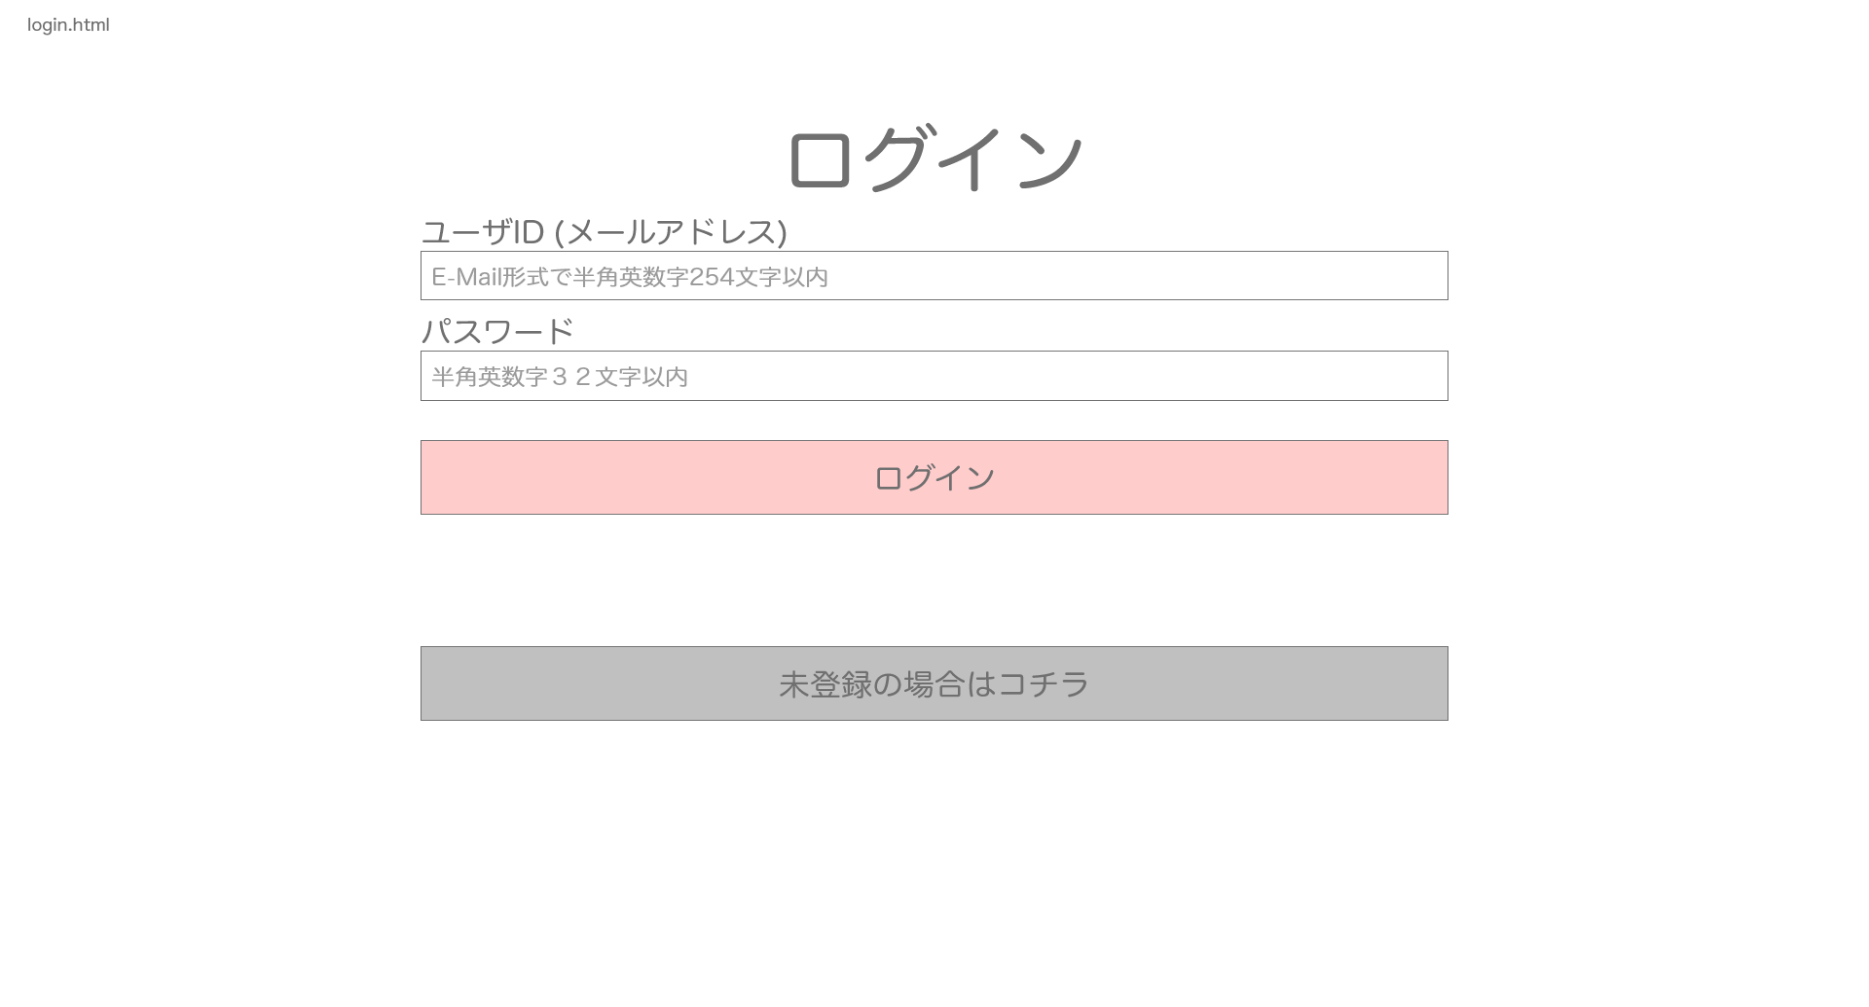 login.html
ログイン
ユーザID (メールアドレス)
E-Mail形式で半角英数字254文字以内
パスワード
半角英数字３２文字以内
ログイン
未登録の場合はコチラ